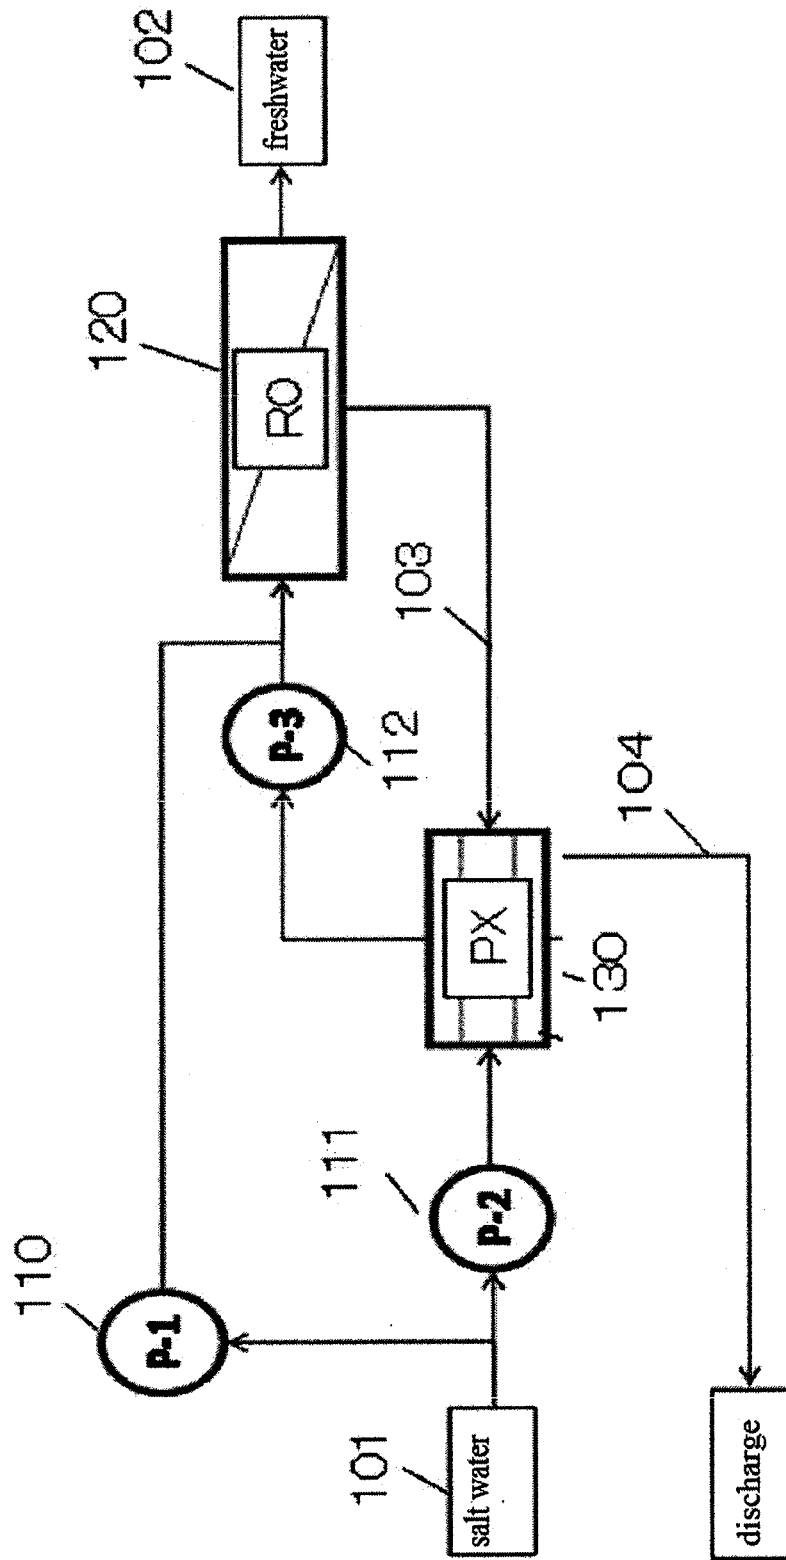 102
freshwater
120
RO
103
P-3
112
104
PX
130
111
P-2
110
P-1
101
salt water
discharge